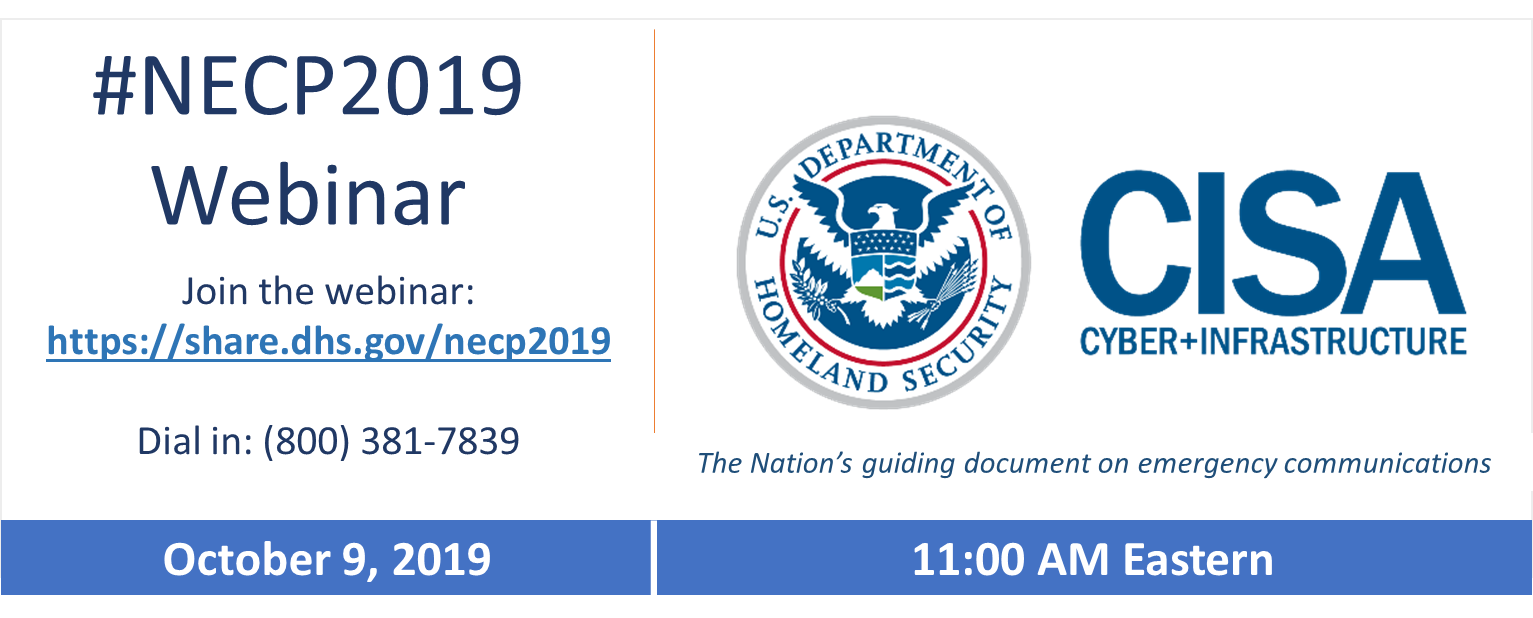 #NECP2019
Webinar
Join the webinar:
https://share.dhs.gov/necp2019
Dial in: (800) 381-7839
U.S. DEPARTMENT OF
HOMELAND SECURITY
CISA
CYBER+INFRASTRUCTURE
The Nation’s guiding document on emergency communications
October 9, 2019
11:00 AM Eastern